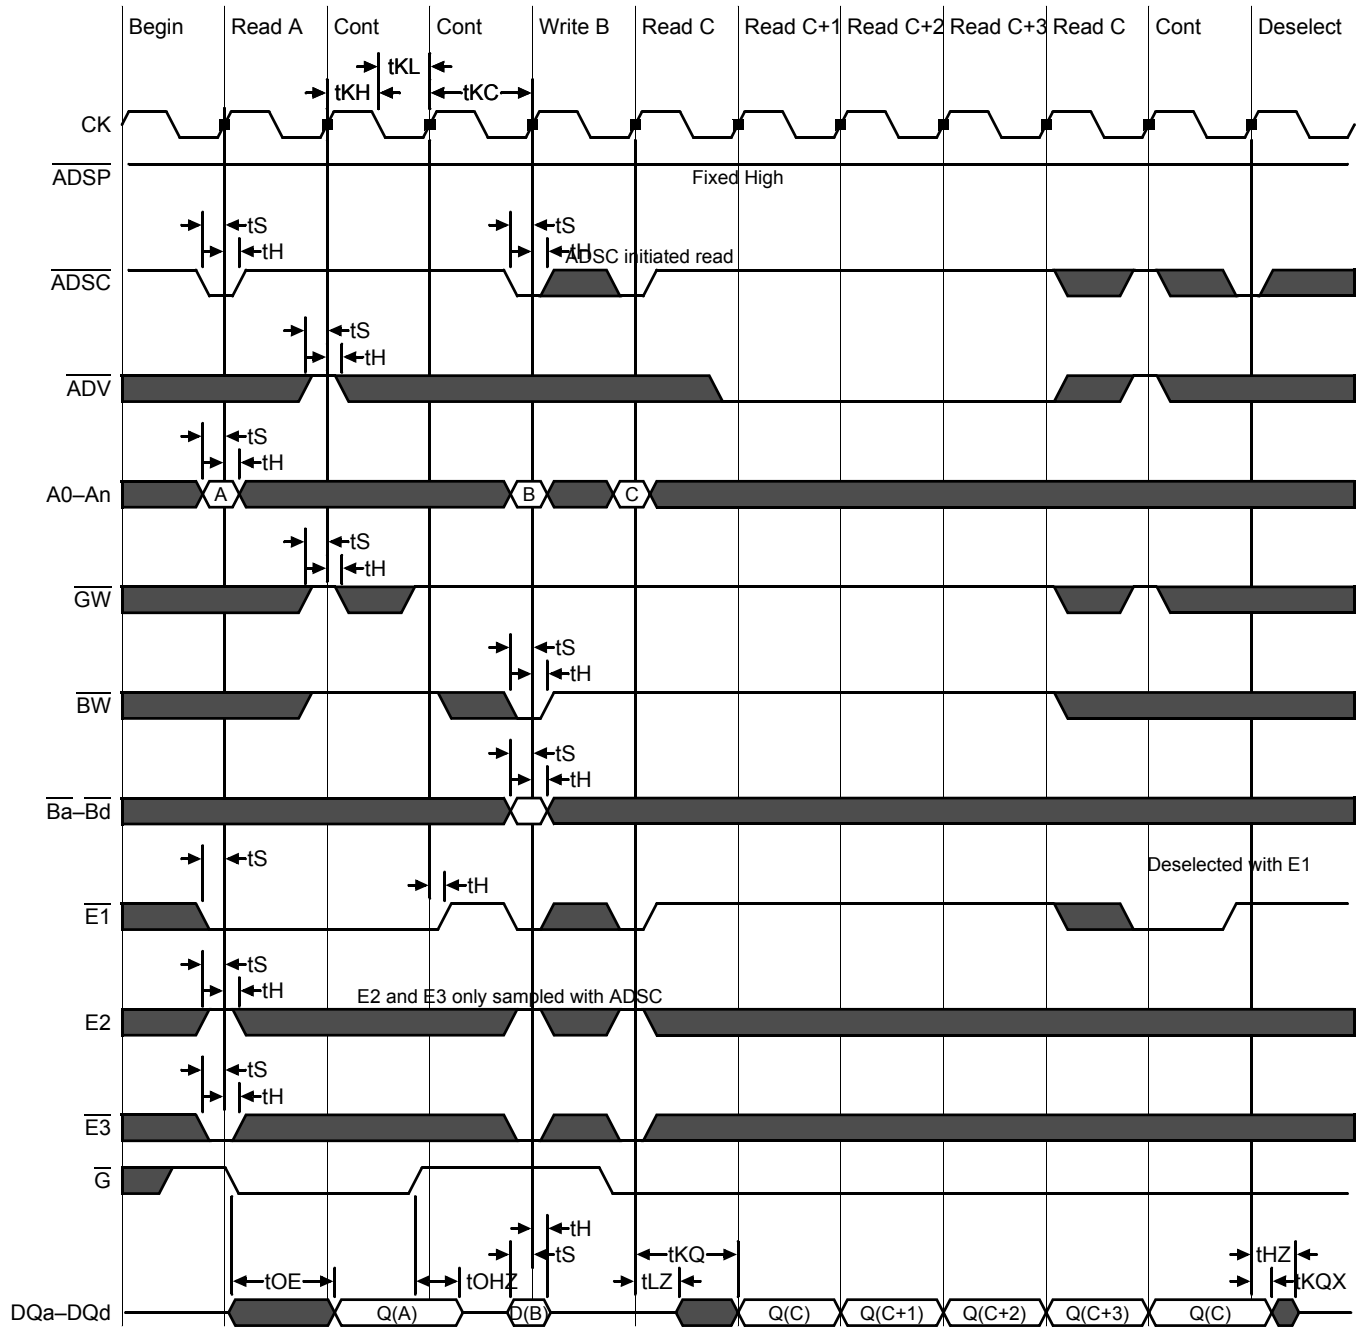 Begin Read A Cont Cont Write B Read C Read C+1 Read C+2 Read C+3 Read C Cont Deselect
tKL
tKH tKC
CK
ADSP
Fixed High
tS tS
tH tH
ADSC initiated read
ADSC
tS
tH
ADV
tS
tH
A0–An A B C
tS
tH
GW
tS
tH
BW
tS
tH
Ba–Bd
tS
Deselected with E1
tH
E1
tS
tH
E2 and E3 only sampled with ADSC
E2
tS
tH
E3
G
tH
tS tKQ tHZ
tOE tOHZ tLZ tKQX
DQa–DQd Q(A) D(B) Q(C) Q(C+1) Q(C+2) Q(C+3) Q(C)